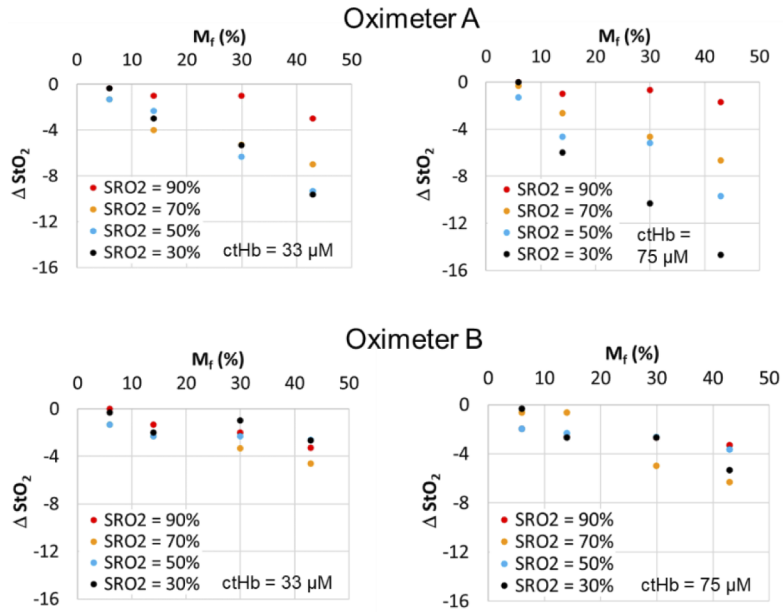 Oximeter A
M_f (%)
0 10 20 30 40 50
0
-4
-8
-12
-16
Δ StO₂
SRO2 = 90%
SRO2 = 70%
SRO2 = 50%
SRO2 = 30%
ctHb = 33 µM
M_f (%)
0 10 20 30 40 50
0
-4
-8
-12
-16
Δ StO₂
SRO2 = 90%
SRO2 = 70%
SRO2 = 50%
SRO2 = 30%
ctHb =
75 µM
Oximeter B
M_f (%)
0 10 20 30 40 50
0
-4
-8
-12
-16
Δ StO₂
SRO2 = 90%
SRO2 = 70%
SRO2 = 50%
SRO2 = 30%
ctHb = 33 µM
M_f (%)
0 10 20 30 40 50
0
-4
-8
-12
-16
Δ StO₂
SRO2 = 90%
SRO2 = 70%
SRO2 = 50%
SRO2 = 30%
ctHb = 75 µM